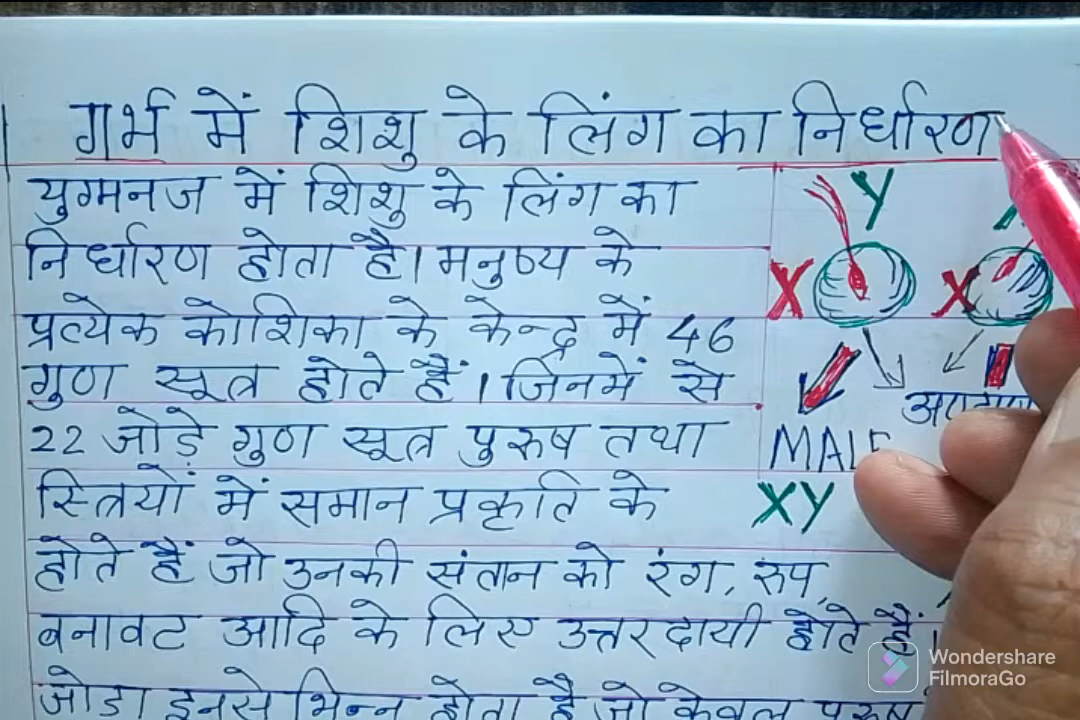 गर्भ में शिशु के लिंग का निर्धारण
युग्मनज में शिशु के लिंग का
निर्धारण होता है। मनुष्य के
प्रत्येक कोशिका के केन्द्र में 46
गुण सूत्र होते हैं। जिनमें से
22 जोड़े गुण सूत्र पुरुष तथा
स्त्रियों में समान प्रकृति के
होते हैं जो उनकी संतान को रंग, रुप,
बनावट आदि के लिए उत्तरदायी होते हैं।
जोडा इनसे भिन्न होता है जो केवल पुरुष
Y
X
X
MALE
XY
Wondershare
FilmoraGo